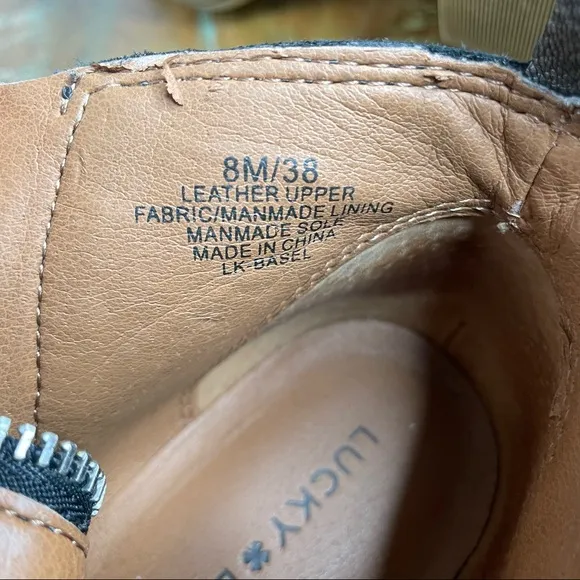 8M/38
LEATHER UPPER
FABRIC/MANMADE LINING
MANMADE SOLE
MADE IN CHINA
LK-BASEL
LUCKY